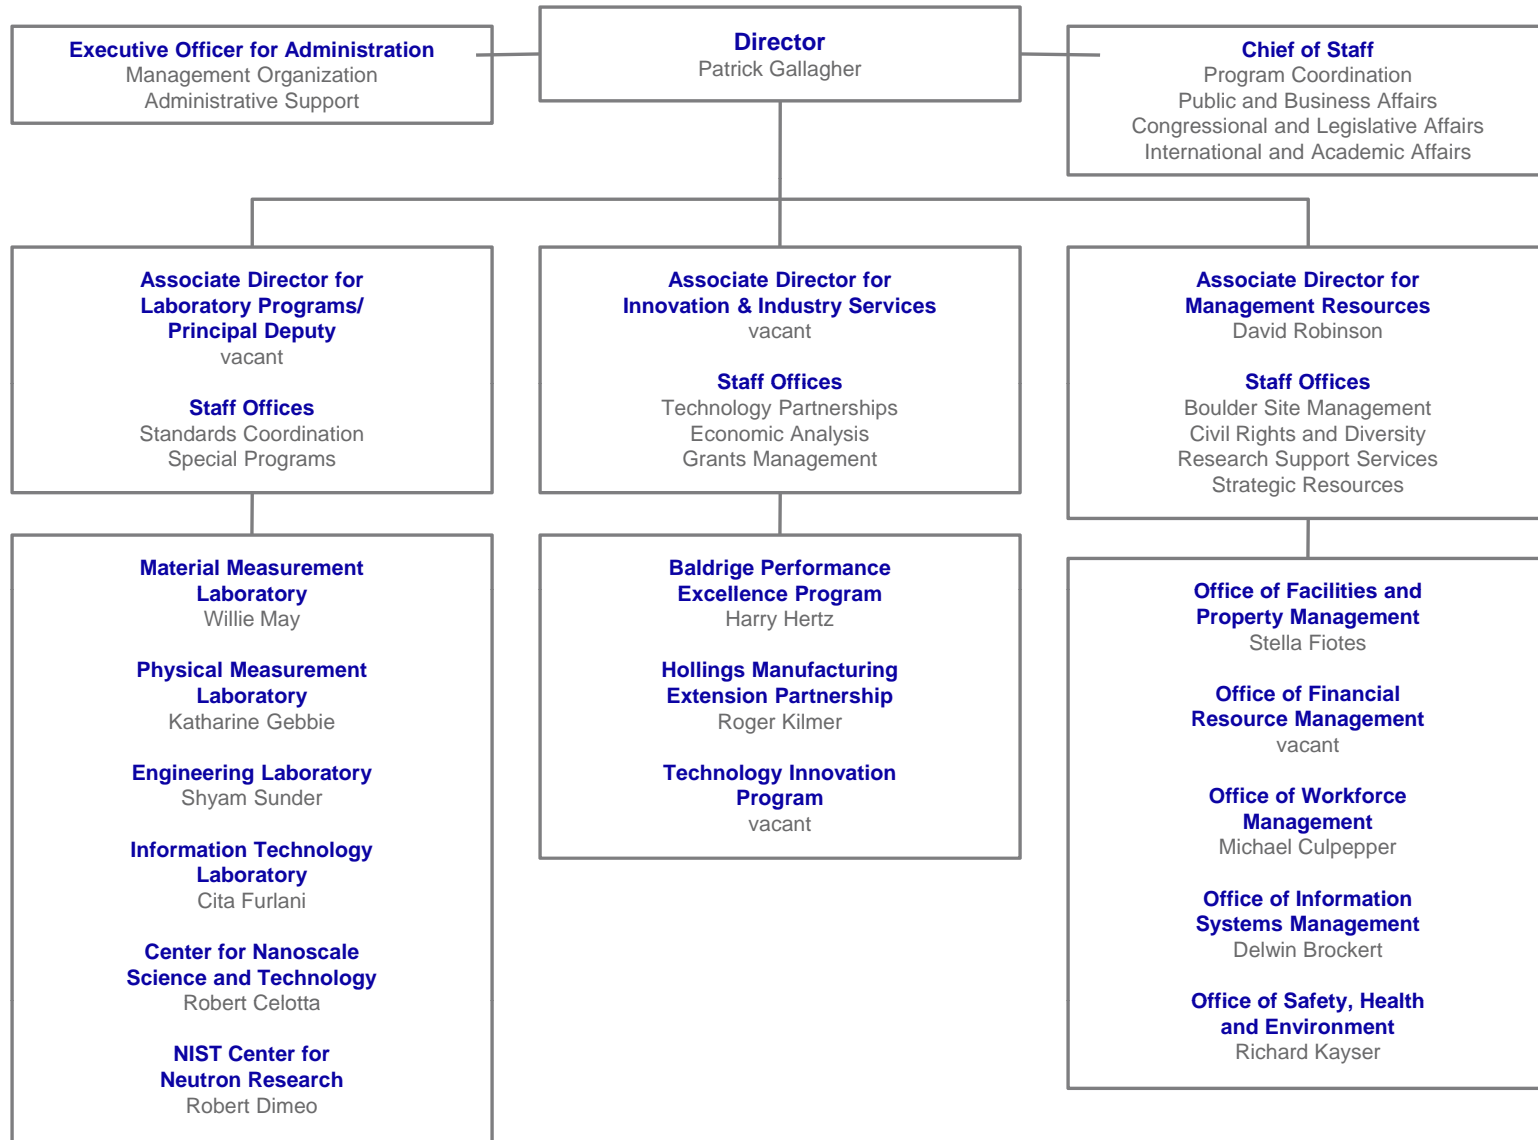 Executive Officer for Administration
Management Organization
Administrative Support
Director
Patrick Gallagher
Chief of Staff
Program Coordination
Public and Business Affairs
Congressional and Legislative Affairs
International and Academic Affairs
Associate Director for
Laboratory Programs/
Principal Deputy
vacant
Staff Offices
Standards Coordination
Special Programs
Associate Director for
Innovation & Industry Services
vacant
Staff Offices
Technology Partnerships
Economic Analysis
Grants Management
Associate Director for
Management Resources
David Robinson
Staff Offices
Boulder Site Management
Civil Rights and Diversity
Research Support Services
Strategic Resources
Material Measurement
Laboratory
Willie May
Physical Measurement
Laboratory
Katharine Gebbie
Engineering Laboratory
Shyam Sunder
Information Technology
Laboratory
Cita Furlani
Center for Nanoscale
Science and Technology
Robert Celotta
NIST Center for
Neutron Research
Robert Dimeo
Baldrige Performance
Excellence Program
Harry Hertz
Hollings Manufacturing
Extension Partnership
Roger Kilmer
Technology Innovation
Program
vacant
Office of Facilities and
Property Management
Stella Fiotes
Office of Financial
Resource Management
vacant
Office of Workforce
Management
Michael Culpepper
Office of Information
Systems Management
Delwin Brockert
Office of Safety, Health
and Environment
Richard Kayser